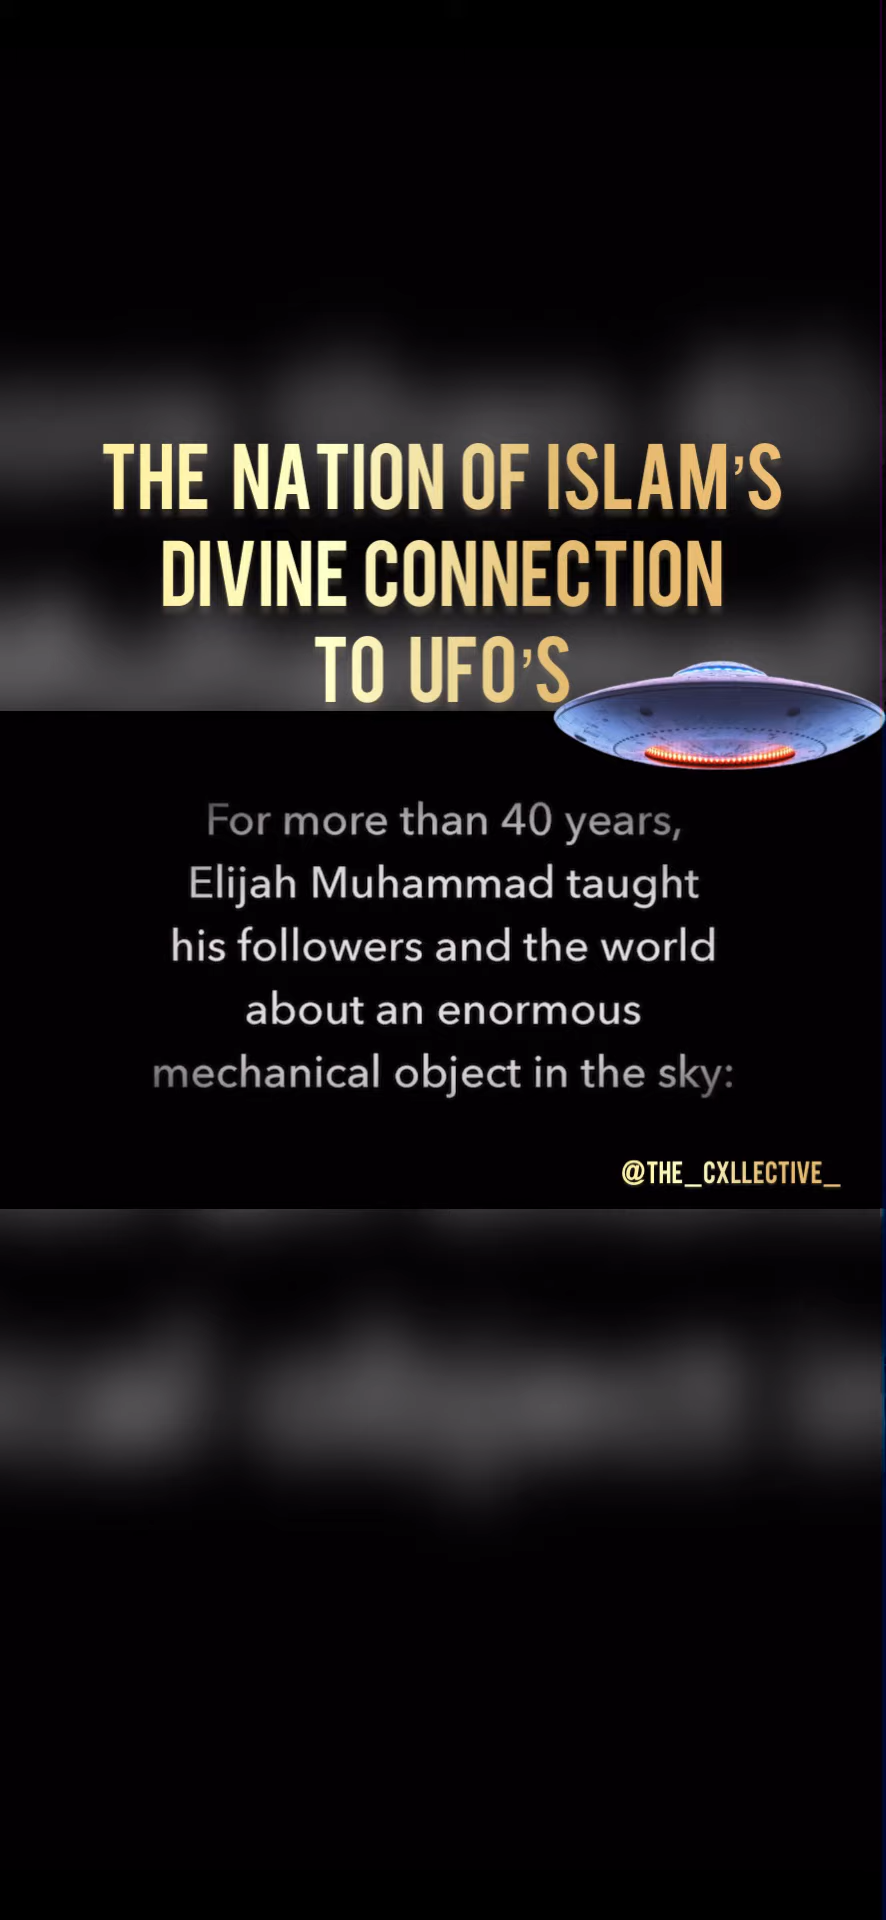 THE NATION OF ISLAM'S
DIVINE CONNECTION
TO UFO'S
For more than 40 years,
Elijah Muhammad taught
his followers and the world
about an enormous
mechanical object in the sky:
@THE_CXLLECTIVE_